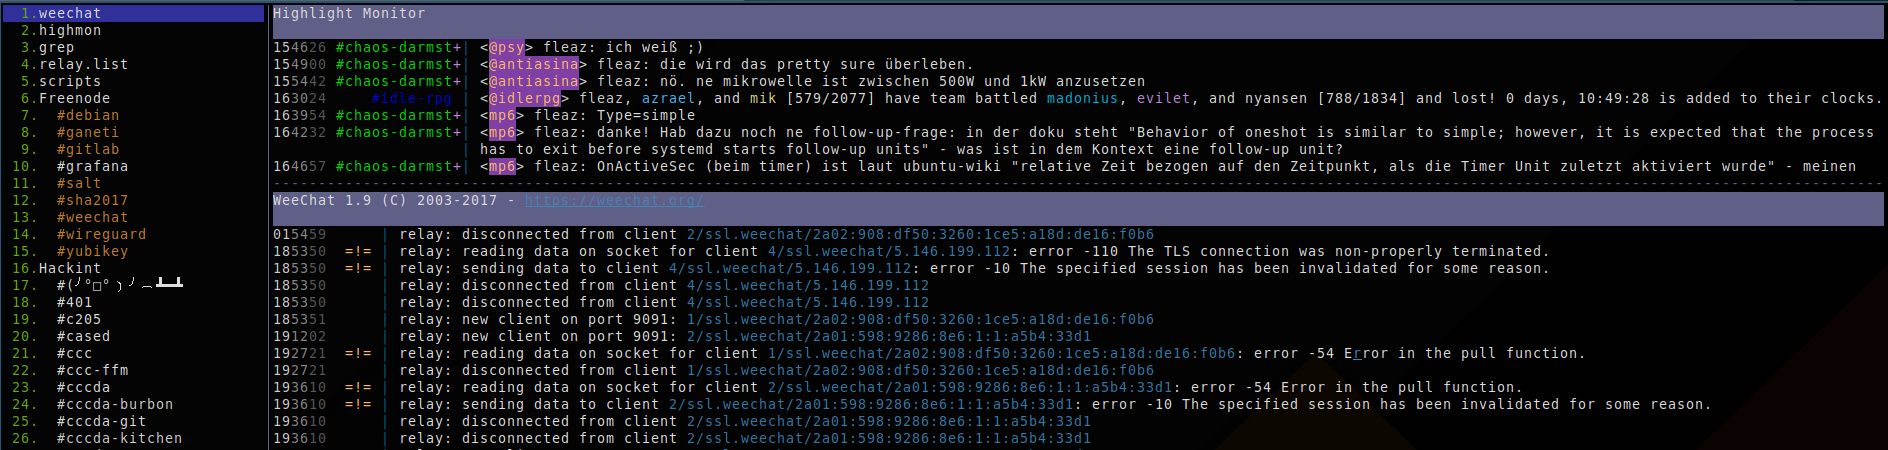 1.weechat
2.highmon
3.grep
4.relay.list
5.scripts
6.Freenode
7. #debian
8. #ganeti
9. #gitlab
10. #grafana
11. #salt
12. #sha2017
13. #weechat
14. #wireguard
15. #yubikey
16.Hackint
17. #(╯°□°）╯︵┻━┻
18. #401
19. #c205
20. #cased
21. #ccc
22. #ccc-ffm
23. #cccda
24. #cccda-burbon
25. #cccda-git
26. #cccda-kitchen
Highlight Monitor
154626 #chaos-darmst+| <@psy> fleaz: ich weiß ;)
154900 #chaos-darmst+| <@antiasina> fleaz: die wird das pretty sure überleben.
155442 #chaos-darmst+| <@antiasina> fleaz: nö. ne mikrowelle ist zwischen 500W und 1kW anzusetzen
163024 #idle-rpg | <@idlerpg> fleaz, azrael, and mik [579/2077] have team battled madonius, evilet, and nyansen [788/1834] and lost! 0 days, 10:49:28 is added to their clocks.
163954 #chaos-darmst+| <mp6> fleaz: Type=simple
164232 #chaos-darmst+| <mp6> fleaz: danke! Hab dazu noch ne follow-up-frage: in der doku steht "Behavior of oneshot is similar to simple; however, it is expected that the process
| has to exit before systemd starts follow-up units" - was ist in dem Kontext eine follow-up unit?
164657 #chaos-darmst+| <mp6> fleaz: OnActiveSec (beim timer) ist laut ubuntu-wiki "relative Zeit bezogen auf den Zeitpunkt, als die Timer Unit zuletzt aktiviert wurde" - meinen
WeeChat 1.9 (C) 2003-2017 - https://weechat.org/
015459 | relay: disconnected from client 2/ssl.weechat/2a02:908:df50:3260:1ce5:a18d:de16:f0b6
185350 =!= | relay: reading data on socket for client 4/ssl.weechat/5.146.199.112: error -110 The TLS connection was non-properly terminated.
185350 =!= | relay: sending data to client 4/ssl.weechat/5.146.199.112: error -10 The specified session has been invalidated for some reason.
185350 | relay: disconnected from client 4/ssl.weechat/5.146.199.112
185350 | relay: disconnected from client 4/ssl.weechat/5.146.199.112
185351 | relay: new client on port 9091: 1/ssl.weechat/2a02:908:df50:3260:1ce5:a18d:de16:f0b6
191202 | relay: new client on port 9091: 2/ssl.weechat/2a01:598:9286:8e6:1:1:a5b4:33d1
192721 =!= | relay: reading data on socket for client 1/ssl.weechat/2a02:908:df50:3260:1ce5:a18d:de16:f0b6: error -54 Error in the pull function.
192721 | relay: disconnected from client 1/ssl.weechat/2a02:908:df50:3260:1ce5:a18d:de16:f0b6
193610 =!= | relay: reading data on socket for client 2/ssl.weechat/2a01:598:9286:8e6:1:1:a5b4:33d1: error -54 Error in the pull function.
193610 =!= | relay: sending data to client 2/ssl.weechat/2a01:598:9286:8e6:1:1:a5b4:33d1: error -10 The specified session has been invalidated for some reason.
193610 | relay: disconnected from client 2/ssl.weechat/2a01:598:9286:8e6:1:1:a5b4:33d1
193610 | relay: disconnected from client 2/ssl.weechat/2a01:598:9286:8e6:1:1:a5b4:33d1